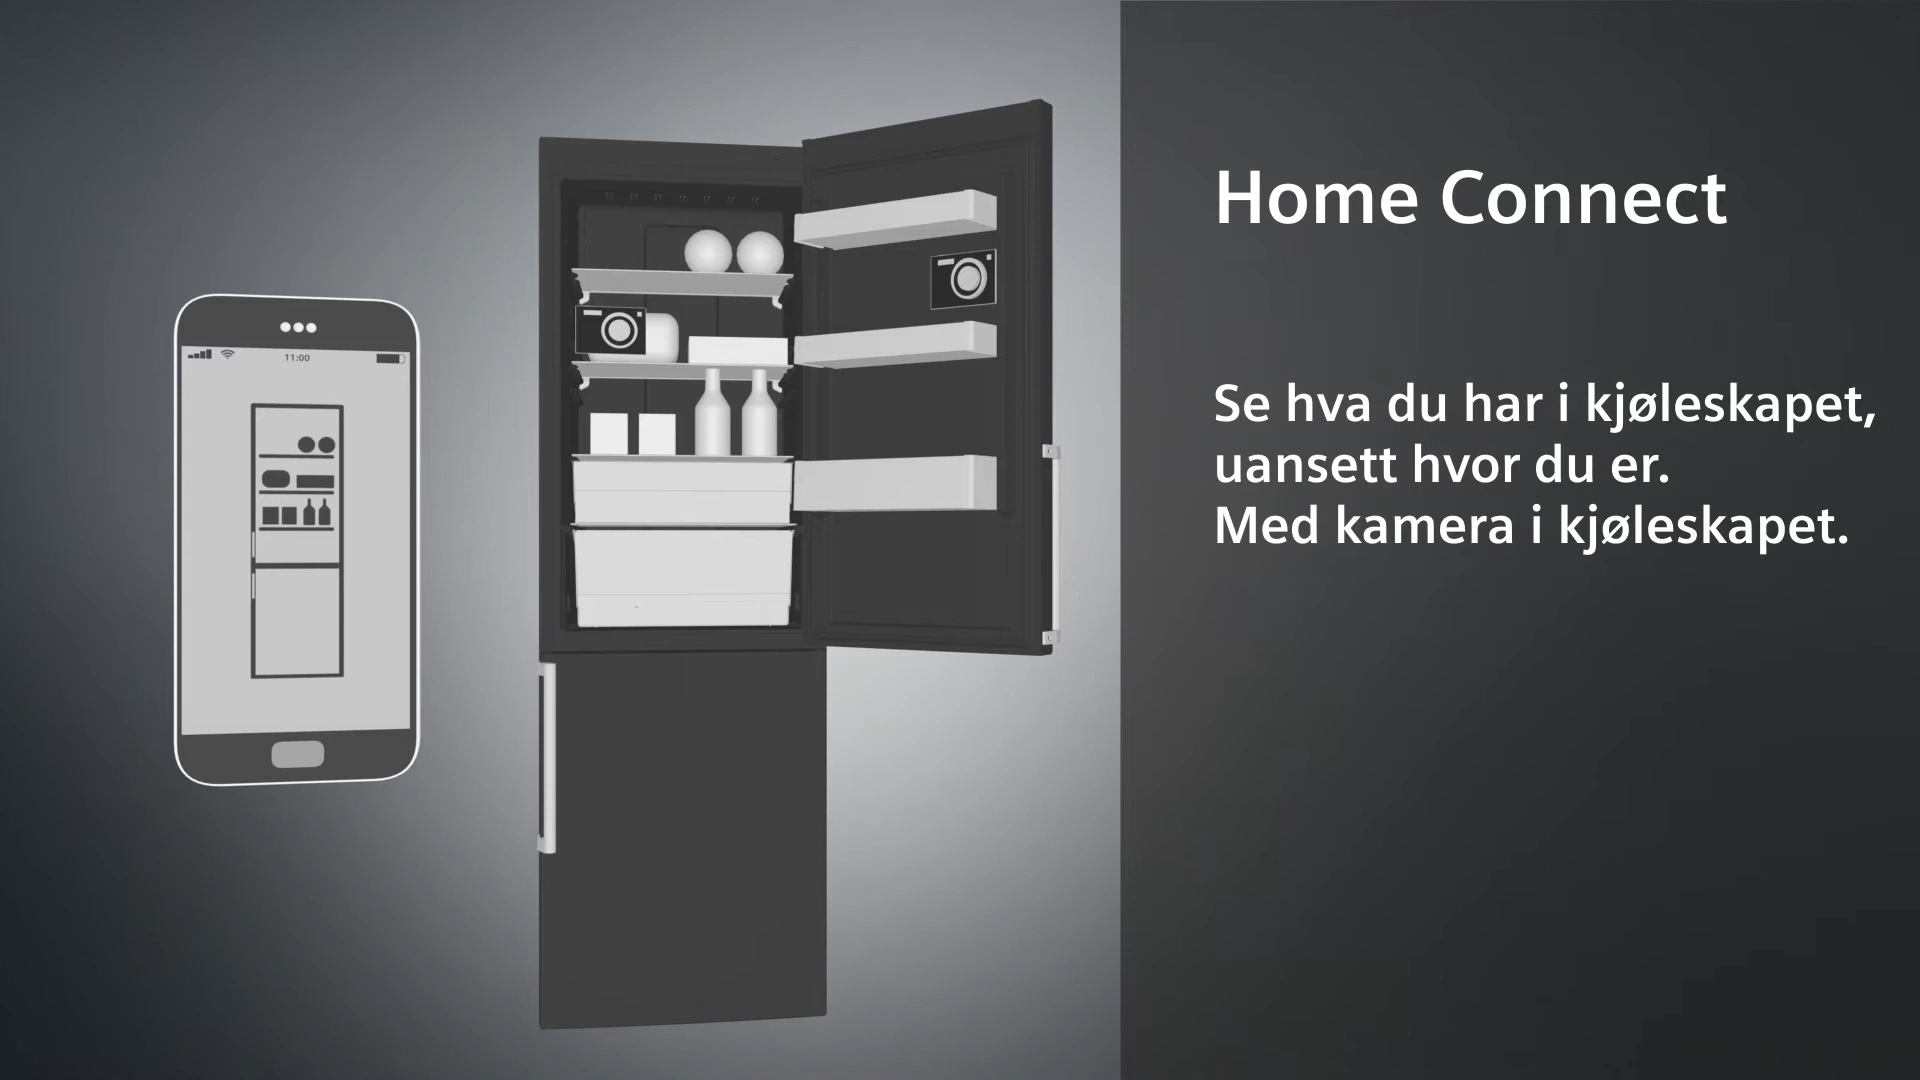 Home Connect
Se hva du har i kjøleskapet,
uansett hvor du er.
Med kamera i kjøleskapet.
11:00